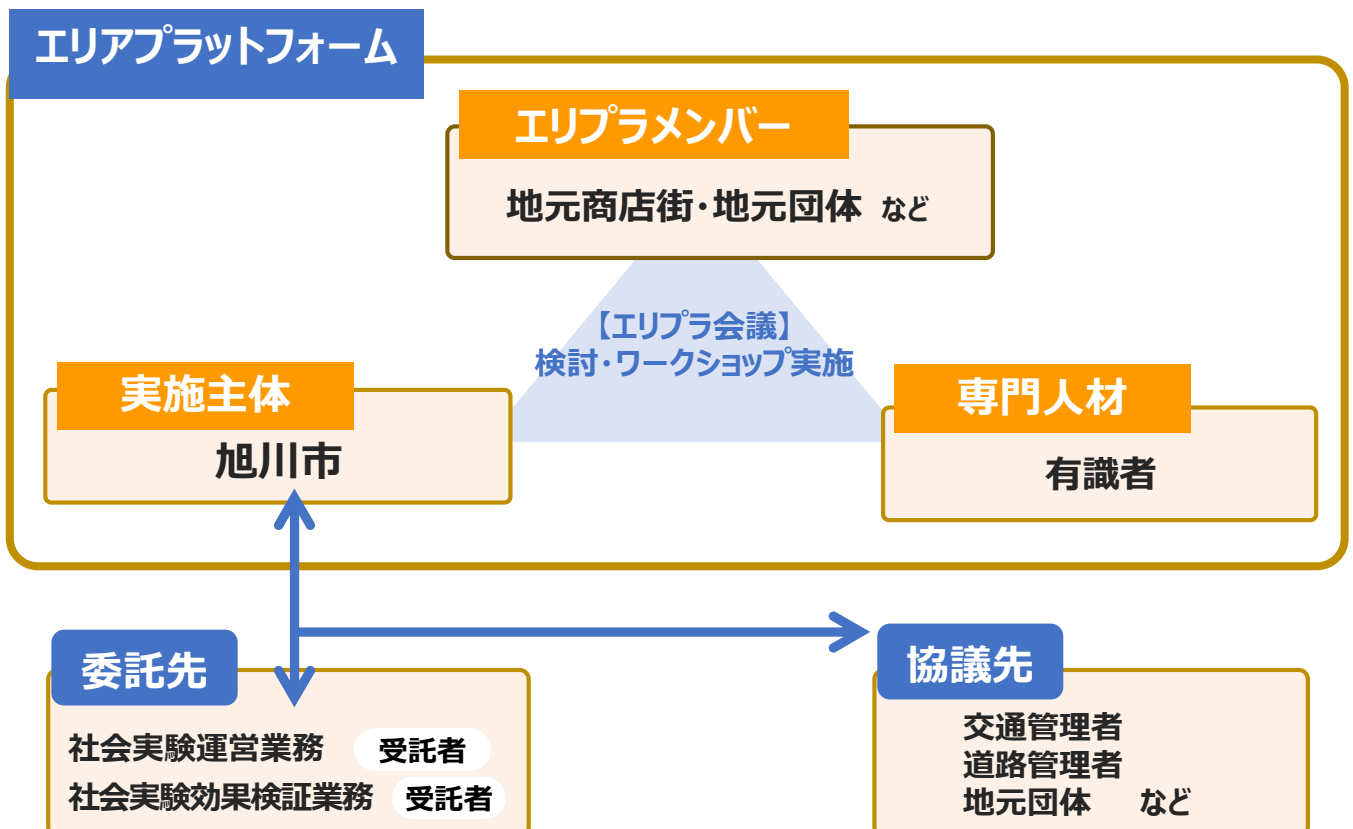 エリアプラットフォーム
エリプラメンバー
地元商店街･地元団体 など
【エリプラ会議】
検討･ワークショップ実施
実施主体
旭川市
専門人材
有識者
委託先
社会実験運営業務 受託者
社会実験効果検証業務 受託者
協議先
交通管理者
道路管理者
地元団体 など